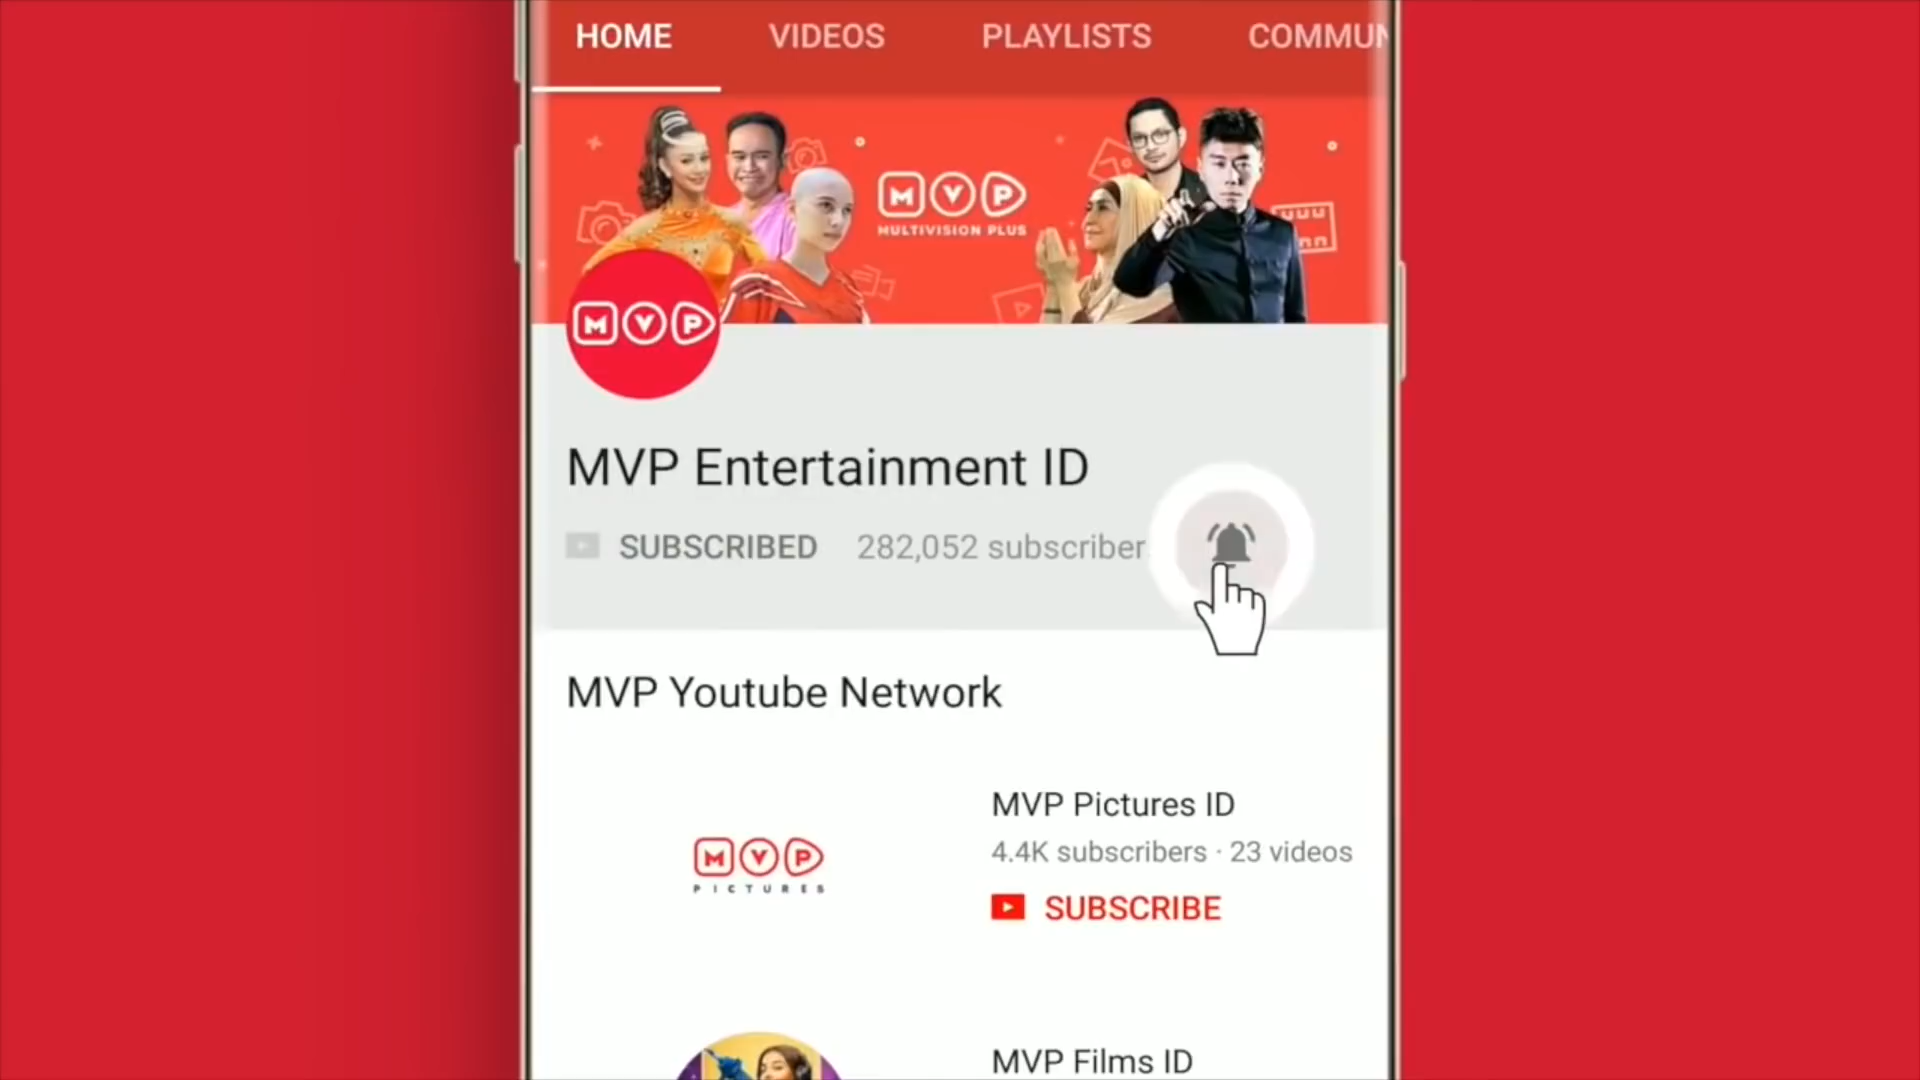 HOME VIDEOS PLAYLISTS COMMUN
MVP
MULTIVISION PLUS
MVP
MVP Entertainment ID
SUBSCRIBED 282,052 subscriber
MVP Youtube Network
MVP Pictures ID
4.4K subscribers · 23 videos
MVP
PICTURES
SUBSCRIBE
MVP Films ID